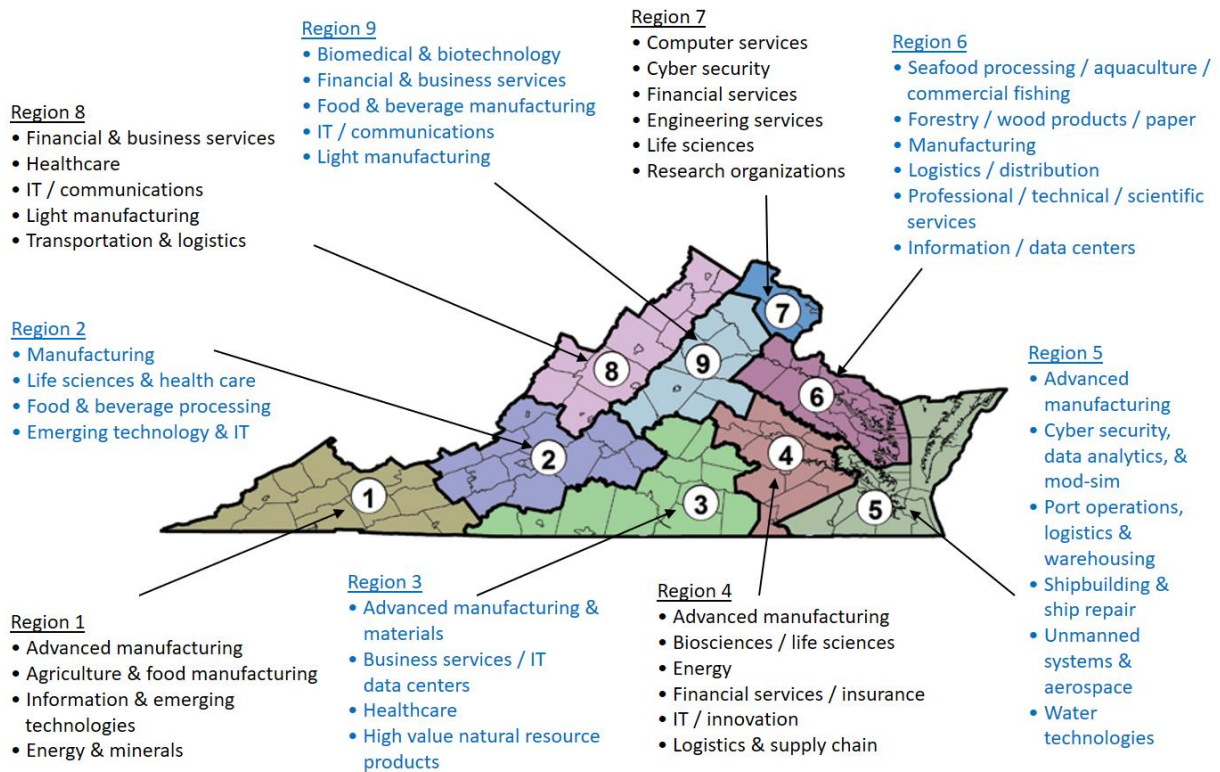 Region 9
• Biomedical & biotechnology
• Financial & business services
• Food & beverage manufacturing
• IT / communications
• Light manufacturing
Region 7
• Computer services
• Cyber security
• Financial services
• Engineering services
• Life sciences
• Research organizations
Region 6
• Seafood processing / aquaculture /
commercial fishing
• Forestry / wood products / paper
• Manufacturing
• Logistics / distribution
• Professional / technical / scientific
services
• Information / data centers
Region 8
• Financial & business services
• Healthcare
• IT / communications
• Light manufacturing
• Transportation & logistics
Region 2
• Manufacturing
• Life sciences & health care
• Food & beverage processing
• Emerging technology & IT
7
8
9
6
2
4
1
3
5
Region 5
• Advanced
manufacturing
• Cyber security,
data analytics, &
mod-sim
• Port operations,
logistics &
warehousing
• Shipbuilding &
ship repair
• Unmanned
systems &
aerospace
• Water
technologies
Region 1
• Advanced manufacturing
• Agriculture & food manufacturing
• Information & emerging
technologies
• Energy & minerals
Region 3
• Advanced manufacturing &
materials
• Business services / IT
data centers
• Healthcare
• High value natural resource
products
Region 4
• Advanced manufacturing
• Biosciences / life sciences
• Energy
• Financial services / insurance
• IT / innovation
• Logistics & supply chain